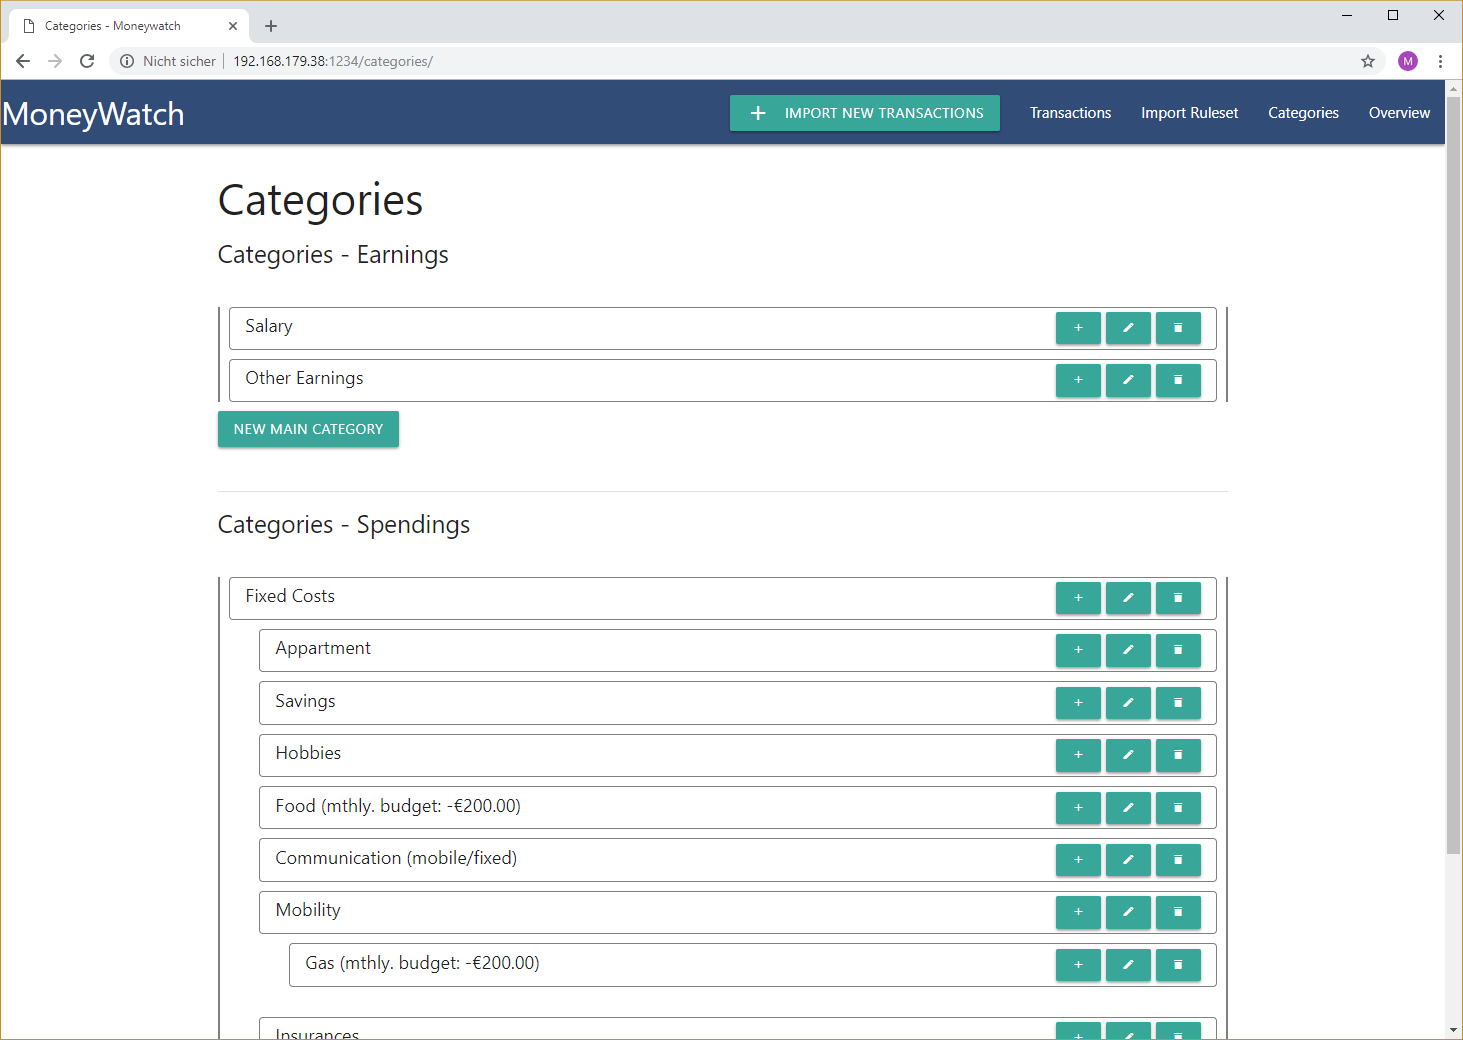 Categories - Moneywatch
Nicht sicher 192.168.179.38:1234/categories/
M
MoneyWatch
+ IMPORT NEW TRANSACTIONS
Transactions
Import Ruleset
Categories
Overview
Categories
Categories - Earnings
Salary
Other Earnings
NEW MAIN CATEGORY
Categories - Spendings
Fixed Costs
Appartment
Savings
Hobbies
Food (mthly. budget: -€200.00)
Communication (mobile/fixed)
Mobility
Gas (mthly. budget: -€200.00)
Insurances